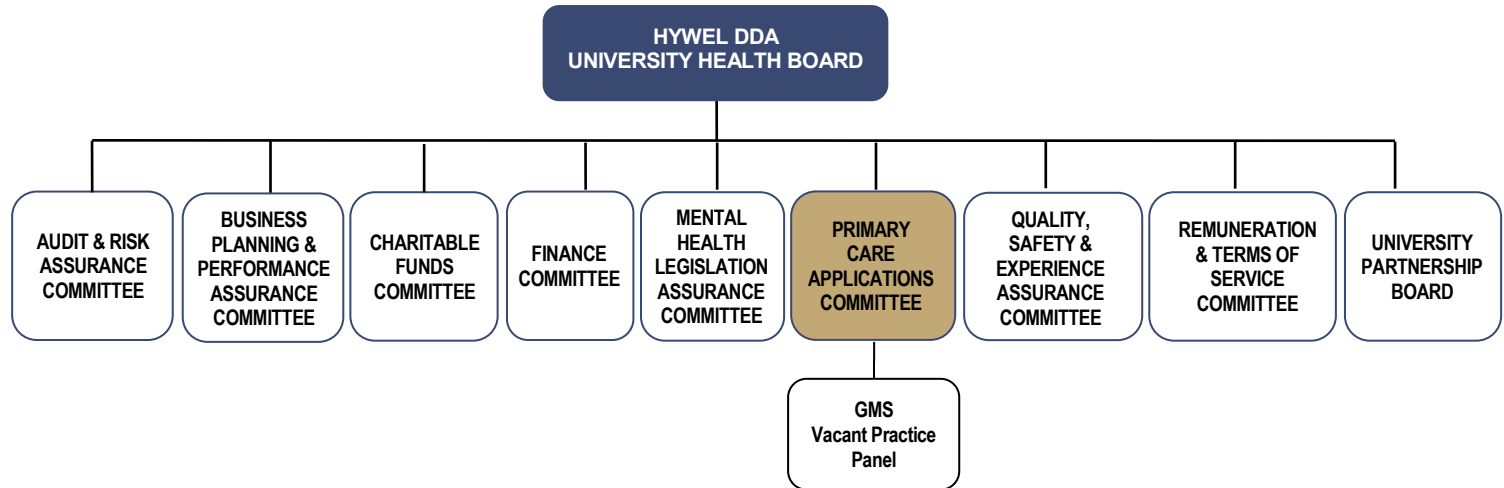 HYWEL DDA
UNIVERSITY HEALTH BOARD
AUDIT & RISK
ASSURANCE
COMMITTEE
BUSINESS
PLANNING &
PERFORMANCE
ASSURANCE
COMMITTEE
CHARITABLE
FUNDS
COMMITTEE
FINANCE
COMMITTEE
MENTAL
HEALTH
LEGISLATION
ASSURANCE
COMMITTEE
PRIMARY
CARE
APPLICATIONS
COMMITTEE
QUALITY,
SAFETY &
EXPERIENCE
ASSURANCE
COMMITTEE
REMUNERATION
& TERMS OF
SERVICE
COMMITTEE
UNIVERSITY
PARTNERSHIP
BOARD
GMS
Vacant Practice
Panel